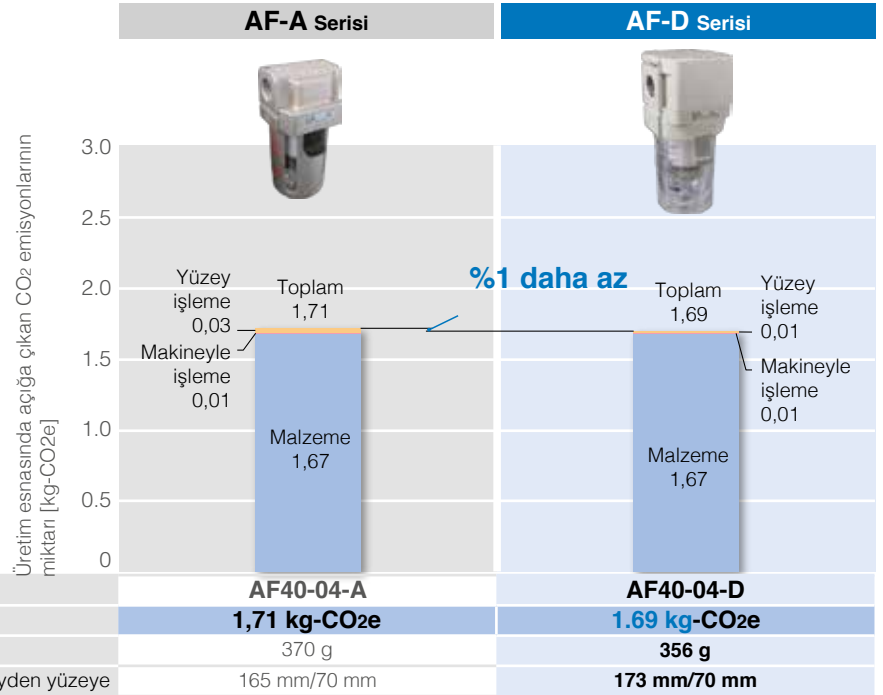 AF-A Serisi
AF-D Serisi
Üretim esnasında açığa çıkan CO2 emisyonlarının
miktarı [kg-CO2e]
3.0
2.5
2.0
1.5
1.0
0.5
0
Yüzey
işleme
0,03
Makineyle
işleme
0,01
Toplam
1,71
Malzeme
1,67
%1 daha az
Toplam
1,69
Yüzey
işleme
0,01
Makineyle
işleme
0,01
Malzeme
1,67
AF40-04-A
AF40-04-D
1,71 kg-CO2e
1.69 kg-CO2e
370 g
356 g
yüzeye
165 mm/70 mm
173 mm/70 mm